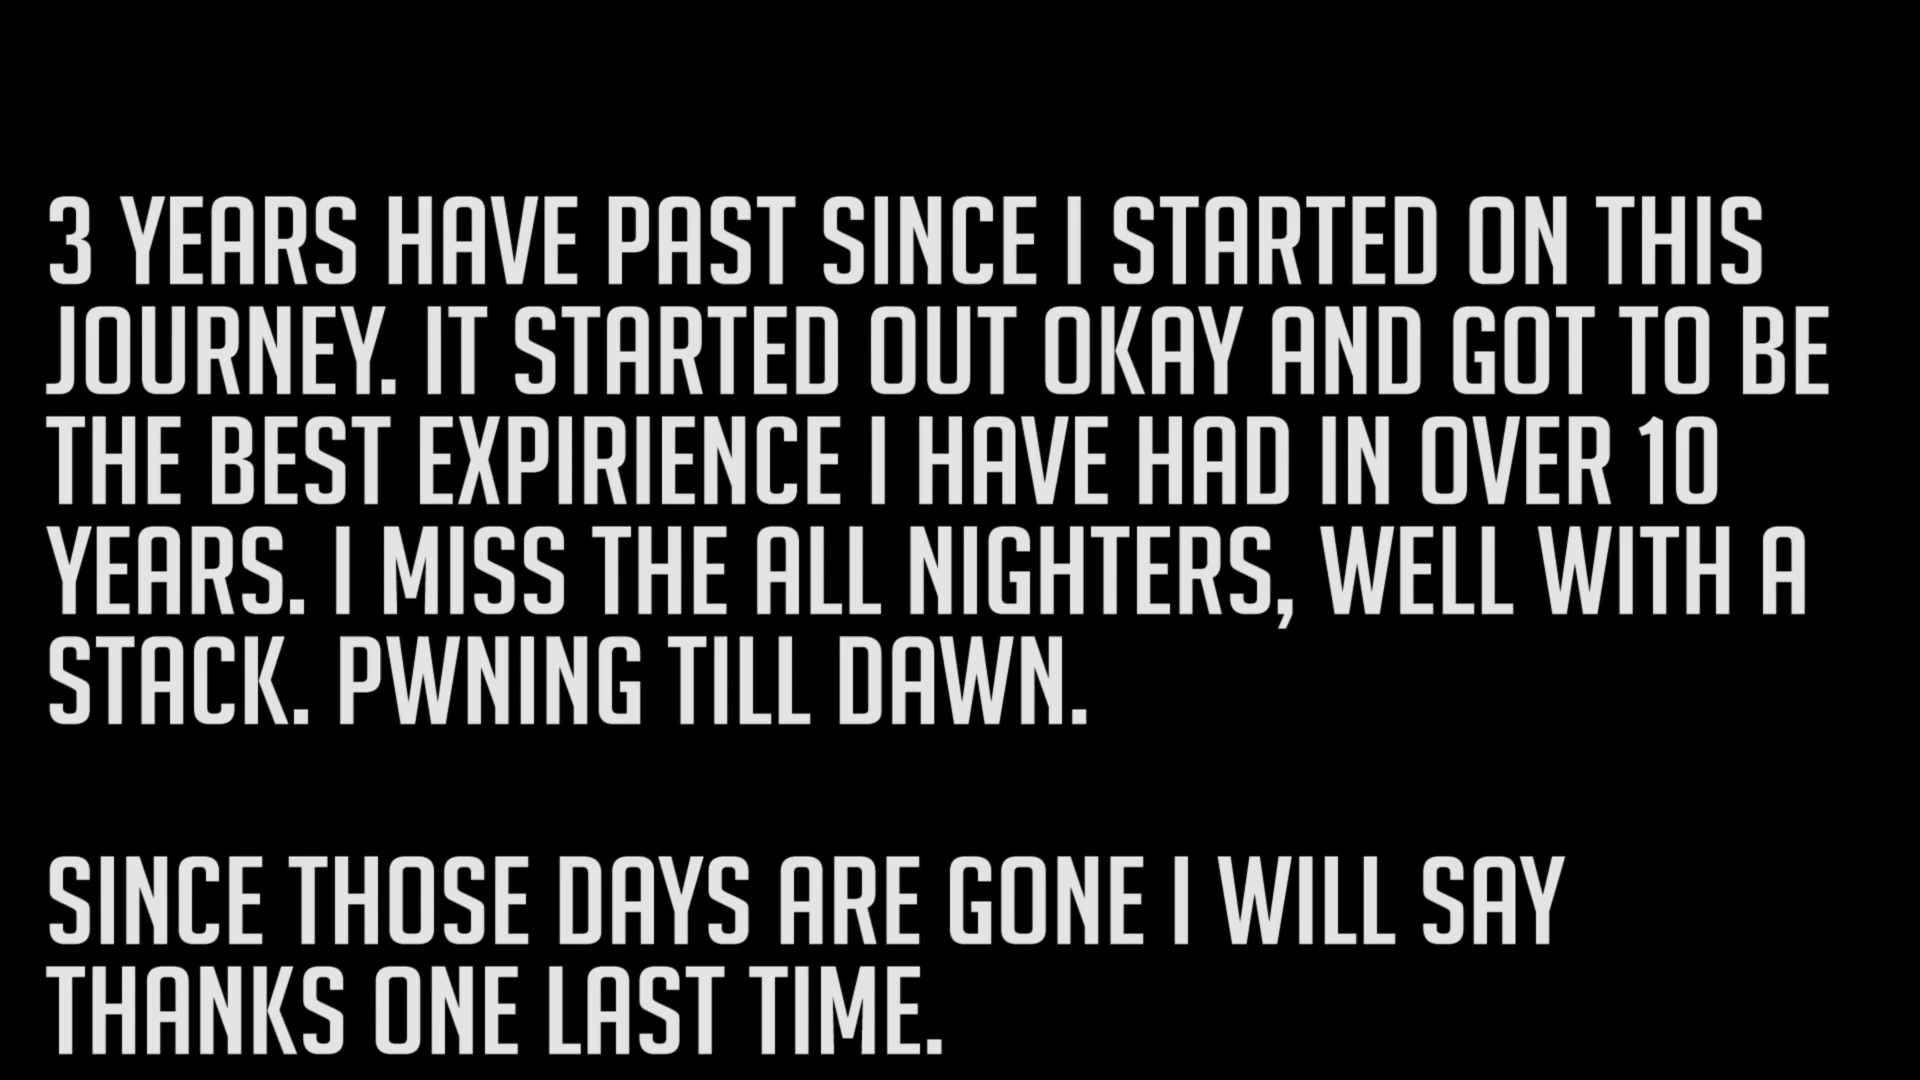 3 YEARS HAVE PAST SINCE I STARTED ON THIS
JOURNEY. IT STARTED OUT OKAY AND GOT TO BE
THE BEST EXPIRIENCE I HAVE HAD IN OVER 10
YEARS. I MISS THE ALL NIGHTERS, WELL WITH A
STACK. PWNING TILL DAWN.
SINCE THOSE DAYS ARE GONE I WILL SAY
THANKS ONE LAST TIME.